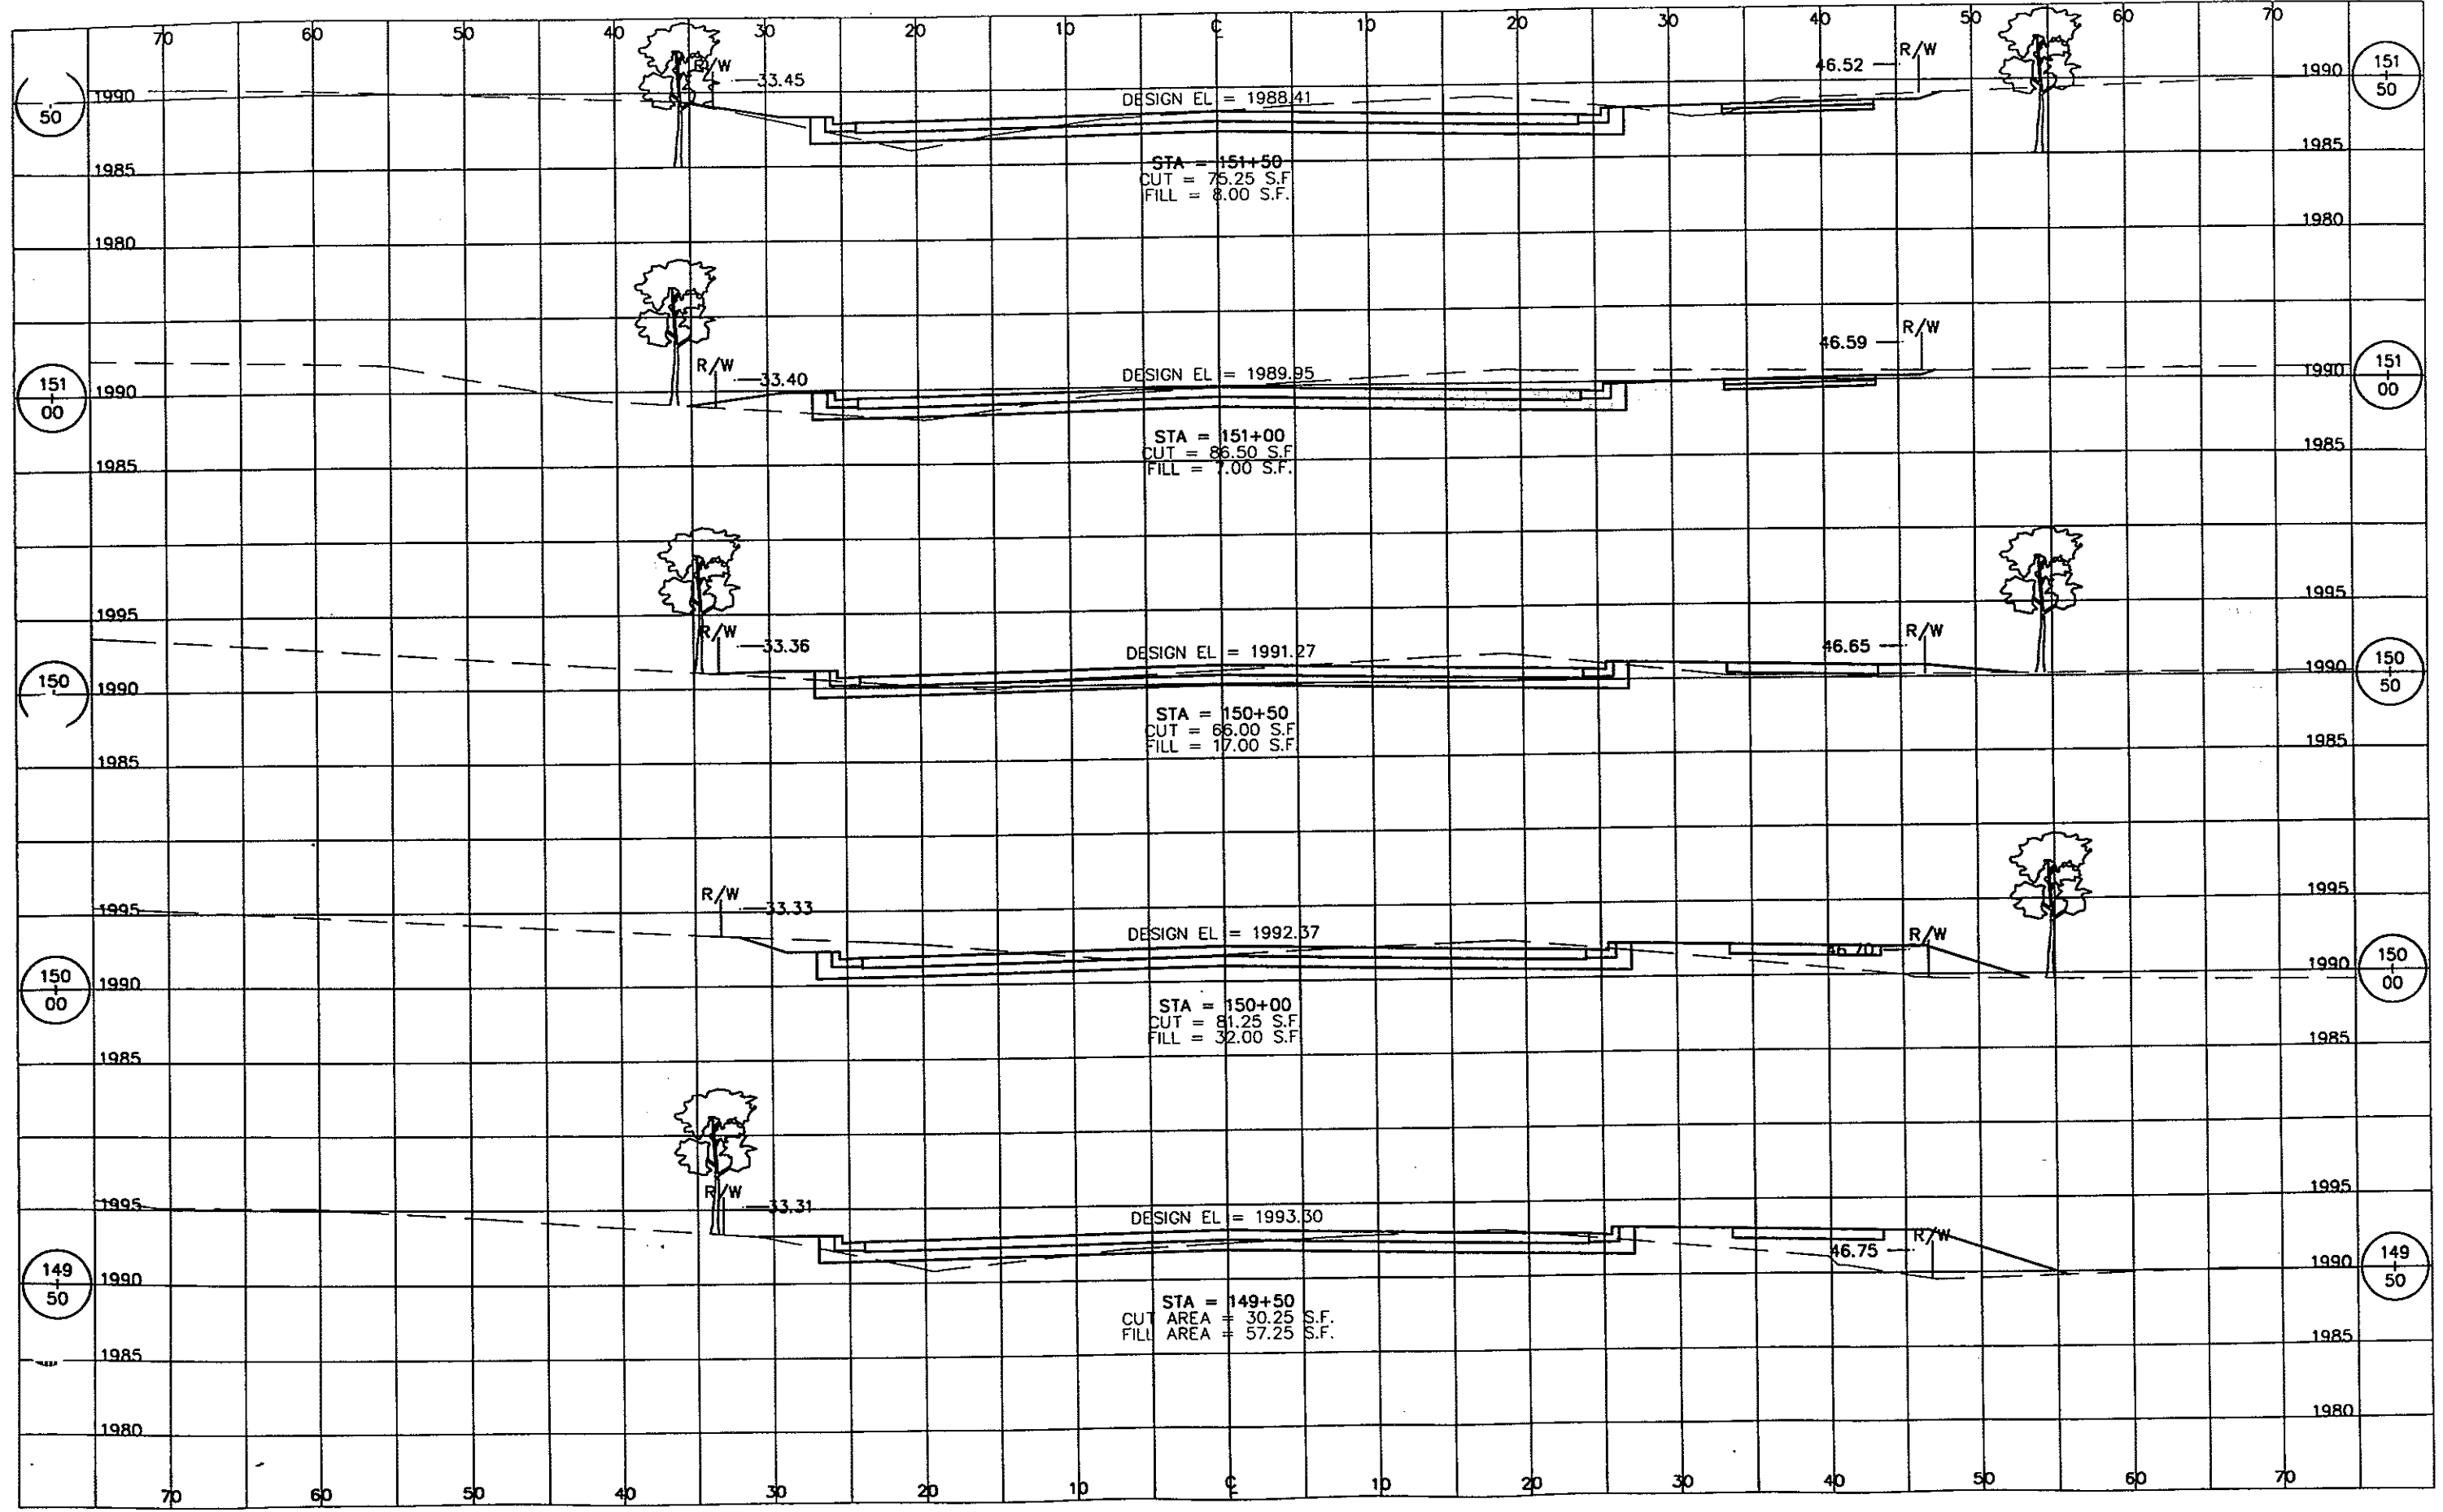 70 60 50 40 30 20 10 ℄ 10 20 30 40 50 60 70
R/W 33.45
46.52 R/W
50
1990
DESIGN EL = 1988.41
1990
151
50
1985
STA = 151+50
CUT = 75.25 S.F
FILL = 8.00 S.F.
1985
1980
1980
R/W
33.40
46.59
R/W
151
00
1990
DESIGN EL = 1989.95
1990
151
00
1985
STA = 151+00
CUT = 86.50 S.F
FILL = 7.00 S.F.
1985
1995
1995
R/W
33.36
46.65
R/W
150
1990
DESIGN EL = 1991.27
1990
150
50
1985
STA = 150+50
CUT = 66.00 S.F
FILL = 17.00 S.F
1985
1995
R/W
33.33
1995
DESIGN EL = 1992.37
46.70
R/W
150
00
1990
1990
150
00
STA = 150+00
CUT = 81.25 S.F
FILL = 32.00 S.F
1985
1985
1995
R/W
33.31
1995
DESIGN EL = 1993.30
46.75
R/W
149
50
1990
1990
149
50
STA = 149+50
CUT AREA = 30.25 S.F.
FILL AREA = 57.25 S.F.
1985
1985
1980
1980
70 60 50 40 30 20 10 ℄ 10 20 30 40 50 60 70